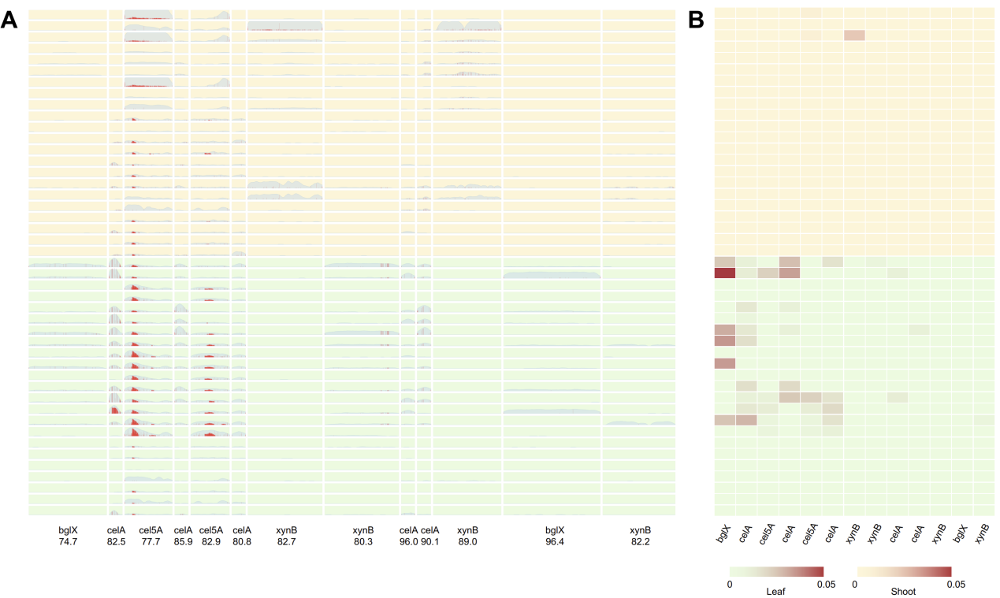 A
B
bglX celA cel5A celA cel5A celA xynB xynB celA celA xynB bglX xynB
74.7 82.5 77.7 85.9 82.9 80.8 82.7 80.3 96.0 90.1 89.0 96.4 82.2
bglX celA cel5A celA cel5A celA xynB xynB celA celA xynB bglX xynB
0 0.05 0 0.05
Leaf Shoot